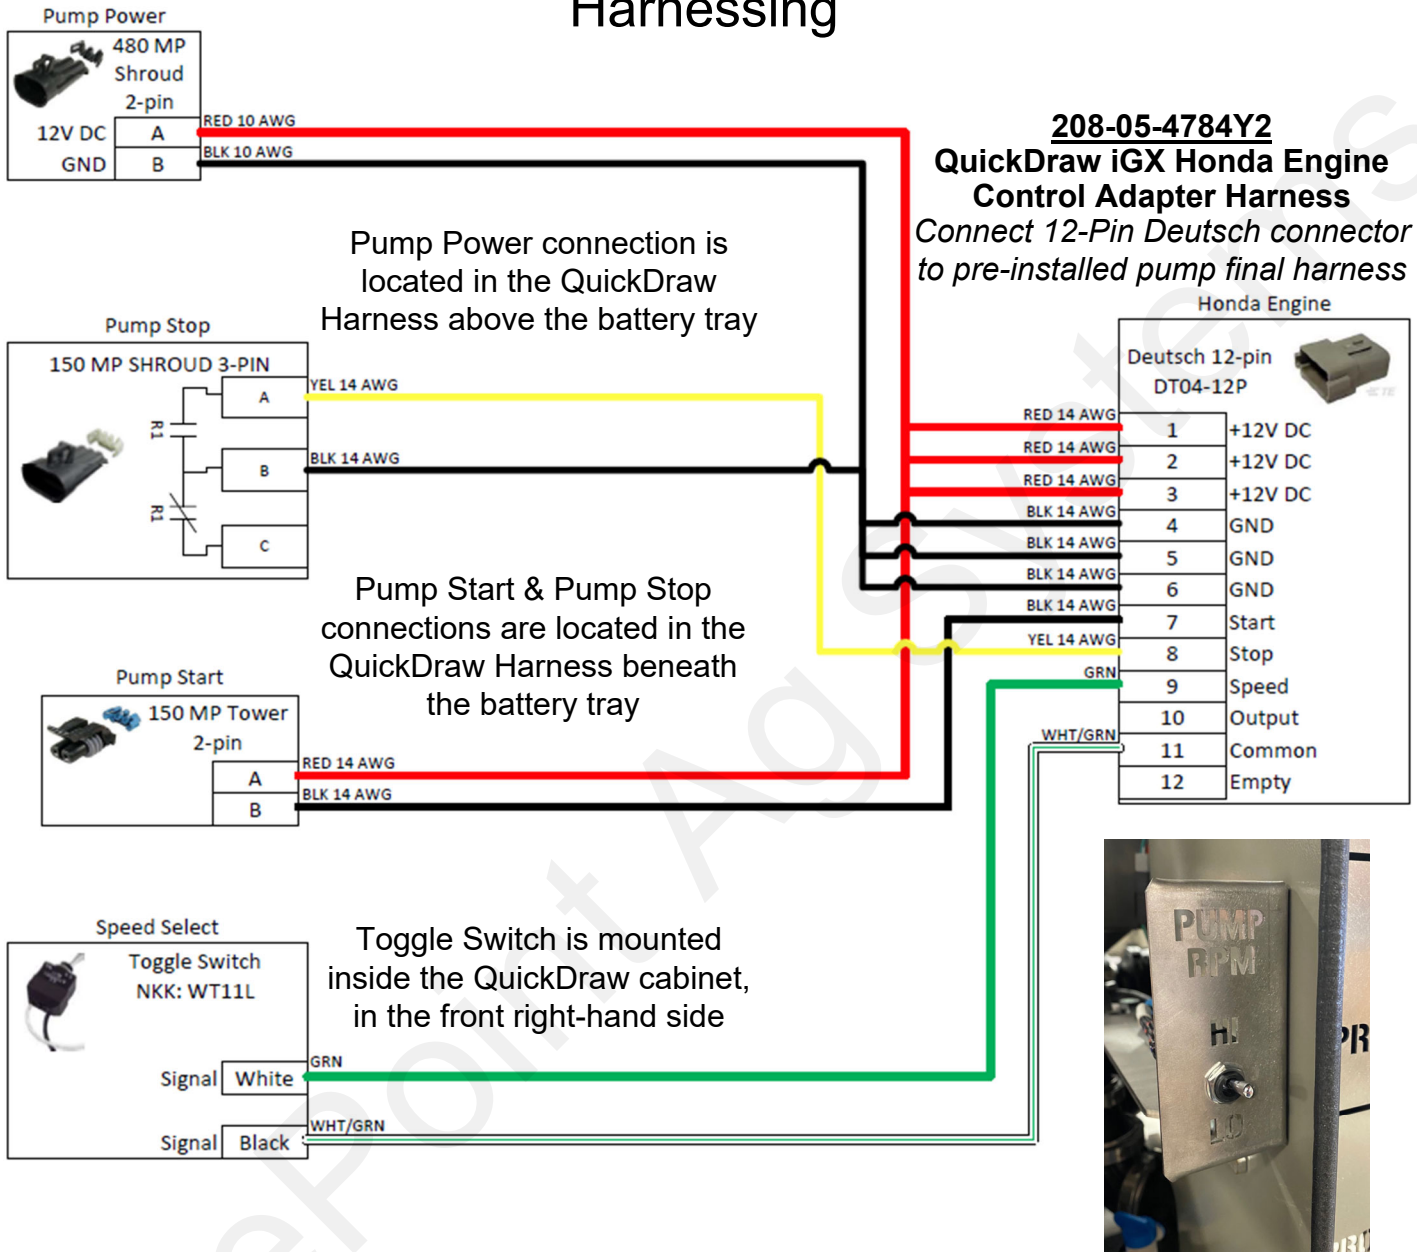 Harnessing
Pump Power
480 MP
Shroud
2-pin
12V DC A RED 10 AWG
GND B BLK 10 AWG
208-05-4784Y2
QuickDraw iGX Honda Engine
Control Adapter Harness
Connect 12-Pin Deutsch connector
to pre-installed pump final harness
Pump Power connection is
located in the QuickDraw
Harness above the battery tray
Pump Stop
150 MP SHROUD 3-PIN
A YEL 14 AWG
R1
B BLK 14 AWG
R1
C
Pump Start & Pump Stop
connections are located in the
QuickDraw Harness beneath
the battery tray
Pump Start
150 MP Tower
2-pin
A RED 14 AWG
B BLK 14 AWG
Honda Engine
Deutsch 12-pin
DT04-12P
TE
RED 14 AWG 1 +12V DC
RED 14 AWG 2 +12V DC
RED 14 AWG 3 +12V DC
BLK 14 AWG 4 GND
BLK 14 AWG 5 GND
BLK 14 AWG 6 GND
BLK 14 AWG 7 Start
YEL 14 AWG 8 Stop
GRN 9 Speed
10 Output
WHT/GRN 11 Common
12 Empty
Speed Select
Toggle Switch
NKK: WT11L
Signal White GRN
Signal Black WHT/GRN
Toggle Switch is mounted
inside the QuickDraw cabinet,
in the front right-hand side
PUMP
RPM
HI
LO
PR
PRO
ePoint Ag Systems